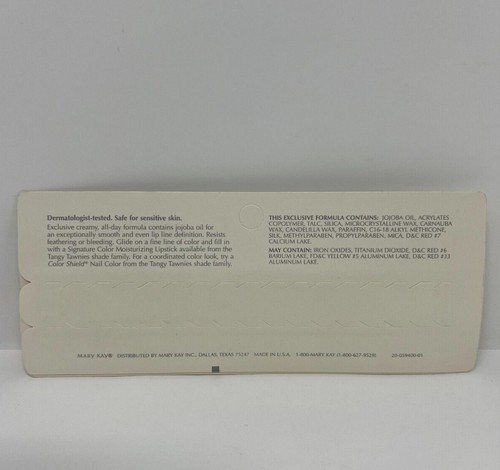 Dermatologist-tested. Safe for sensitive skin.
Exclusive creamy, all-day formula contains jojoba oil for
an exceptionally smooth and even lip line definition. Resists
feathering or bleeding. Glide on a fine line of color and fill in
with a Signature Color Moisturizing Lipstick available from the
Tangy Tawnies shade family. For a coordinated color look, try a
Color Shield® Nail Color from the Tangy Tawnies shade family.
THIS EXCLUSIVE FORMULA CONTAINS: JOJOBA OIL, ACRYLATES
COPOLYMER, TALC, SILICA, MICROCRYSTALLINE WAX, CARNAUBA
WAX, CANDELILLA WAX, PARAFFIN, C16-18 ALKYL METHICONE,
SILK, METHYLPARABEN, PROPYLPARABEN, MICA, D&C RED #7
CALCIUM LAKE.
MAY CONTAIN: IRON OXIDES, TITANIUM DIOXIDE, D&C RED #6
BARIUM LAKE, FD&C YELLOW #5 ALUMINUM LAKE, D&C RED #33
ALUMINUM LAKE.
MARY KAY® DISTRIBUTED BY MARY KAY INC., DALLAS, TEXAS 75247 MADE IN U.S.A. 1-800-MARY KAY (1-800-627-9529)